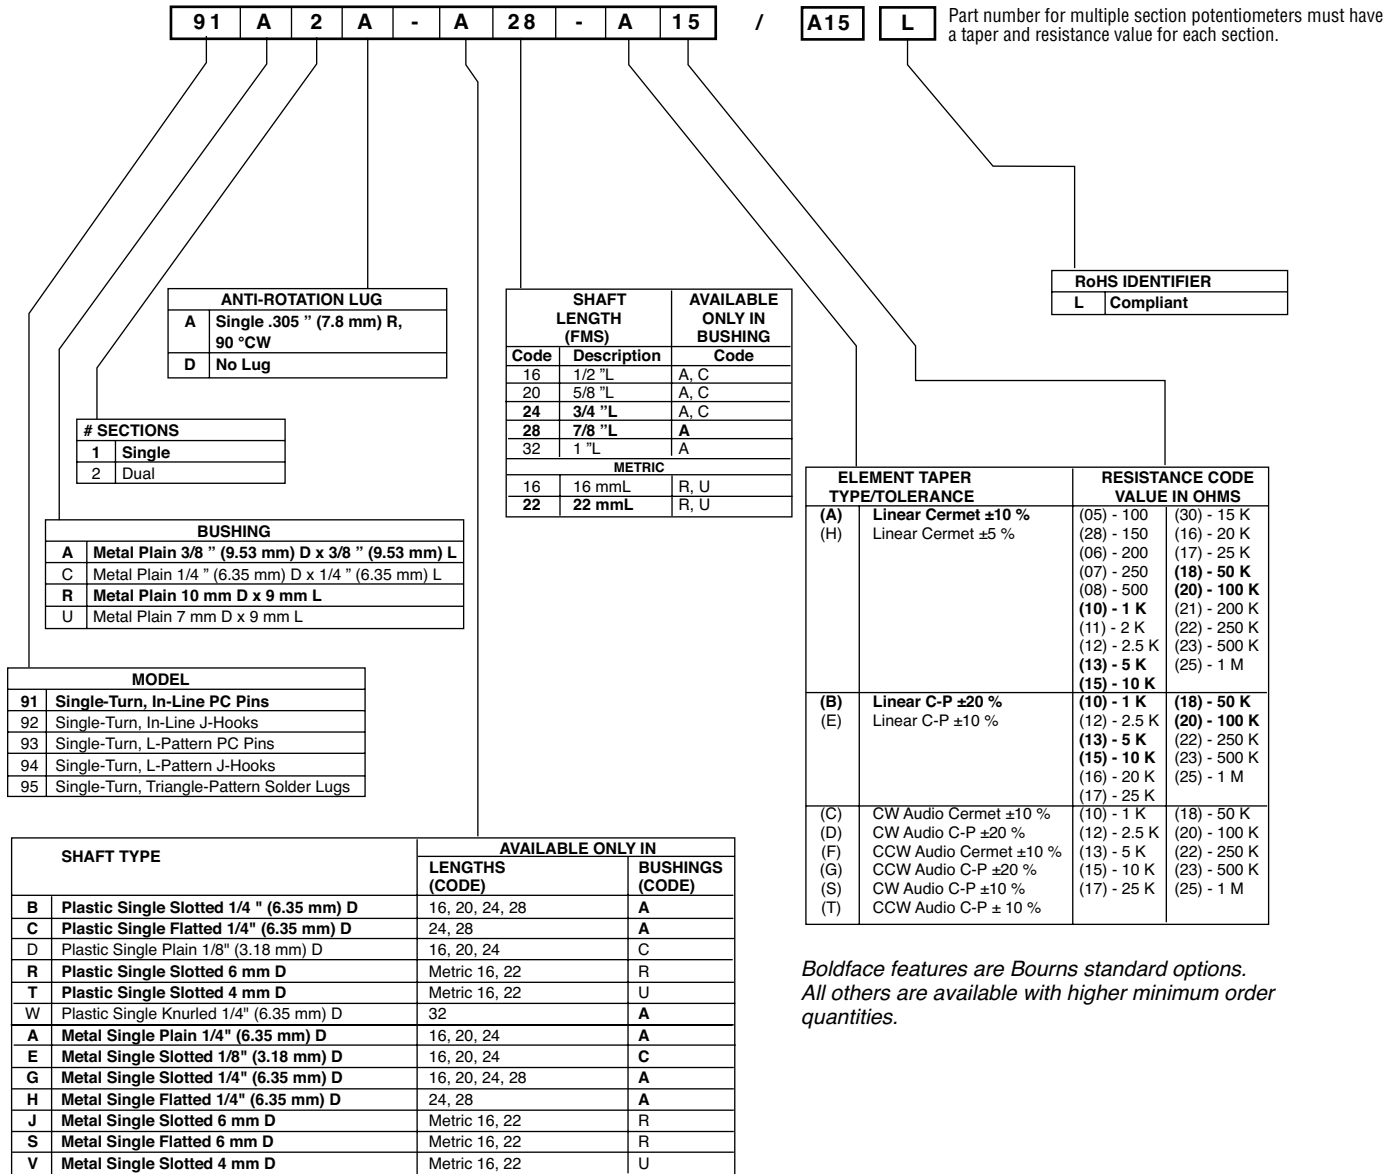 91 A 2 A - A 28 - A 15 / A15 L
Part number for multiple section potentiometers must have
a taper and resistance value for each section.
RoHS IDENTIFIER
L Compliant
ANTI-ROTATION LUG
A Single .305 ” (7.8 mm) R,
90 °CW
D No Lug
SHAFT
LENGTH
(FMS)
AVAILABLE
ONLY IN
BUSHING
Code Description Code
16 1/2 ”L A, C
20 5/8 ”L A, C
24 3/4 ”L A, C
28 7/8 ”L A
32 1 ”L A
METRIC
16 16 mmL R, U
22 22 mmL R, U
# SECTIONS
1 Single
2 Dual
BUSHING
A Metal Plain 3/8 ” (9.53 mm) D x 3/8 ” (9.53 mm) L
C Metal Plain 1/4 ” (6.35 mm) D x 1/4 ” (6.35 mm) L
R Metal Plain 10 mm D x 9 mm L
U Metal Plain 7 mm D x 9 mm L
MODEL
91 Single-Turn, In-Line PC Pins
92 Single-Turn, In-Line J-Hooks
93 Single-Turn, L-Pattern PC Pins
94 Single-Turn, L-Pattern J-Hooks
95 Single-Turn, Triangle-Pattern Solder Lugs
ELEMENT TAPER RESISTANCE CODE
TYPE/TOLERANCE VALUE IN OHMS
(A) Linear Cermet ±10 % (05) - 100 (30) - 15 K
(H) Linear Cermet ±5 % (28) - 150 (16) - 20 K
(06) - 200 (17) - 25 K
(07) - 250 (18) - 50 K
(08) - 500 (20) - 100 K
(10) - 1 K (21) - 200 K
(11) - 2 K (22) - 250 K
(12) - 2.5 K (23) - 500 K
(13) - 5 K (25) - 1 M
(15) - 10 K
(B) Linear C-P ±20 % (10) - 1 K (18) - 50 K
(E) Linear C-P ±10 % (12) - 2.5 K (20) - 100 K
(13) - 5 K (22) - 250 K
(15) - 10 K (23) - 500 K
(16) - 20 K (25) - 1 M
(17) - 25 K
(C) CW Audio Cermet ±10 % (10) - 1 K (18) - 50 K
(D) CW Audio C-P ±20 % (12) - 2.5 K (20) - 100 K
(F) CCW Audio Cermet ±10 % (13) - 5 K (22) - 250 K
(G) CCW Audio C-P ±20 % (15) - 10 K (23) - 500 K
(S) CW Audio C-P ±10 % (17) - 25 K (25) - 1 M
(T) CCW Audio C-P ± 10 %
SHAFT TYPE AVAILABLE ONLY IN
LENGTHS
(CODE)
BUSHINGS
(CODE)
B Plastic Single Slotted 1/4 " (6.35 mm) D 16, 20, 24, 28 A
C Plastic Single Flatted 1/4" (6.35 mm) D 24, 28 A
D Plastic Single Plain 1/8" (3.18 mm) D 16, 20, 24 C
R Plastic Single Slotted 6 mm D Metric 16, 22 R
T Plastic Single Slotted 4 mm D Metric 16, 22 U
W Plastic Single Knurled 1/4" (6.35 mm) D 32 A
A Metal Single Plain 1/4" (6.35 mm) D 16, 20, 24 A
E Metal Single Slotted 1/8" (3.18 mm) D 16, 20, 24 C
G Metal Single Slotted 1/4" (6.35 mm) D 16, 20, 24, 28 A
H Metal Single Flatted 1/4" (6.35 mm) D 24, 28 A
J Metal Single Slotted 6 mm D Metric 16, 22 R
S Metal Single Flatted 6 mm D Metric 16, 22 R
V Metal Single Slotted 4 mm D Metric 16, 22 U
Boldface features are Bourns standard options.
All others are available with higher minimum order
quantities.